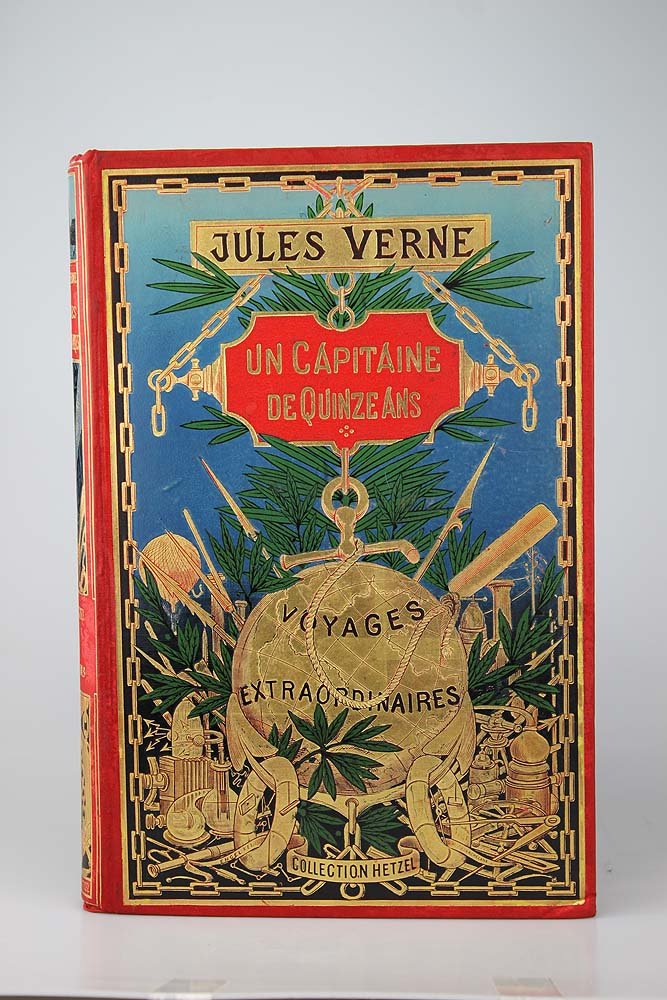 JULES VERNE
UN CAPITAINE
DE QUINZE ANS
VOYAGES
EXTRAORDINAIRES
COLLECTION HETZEL